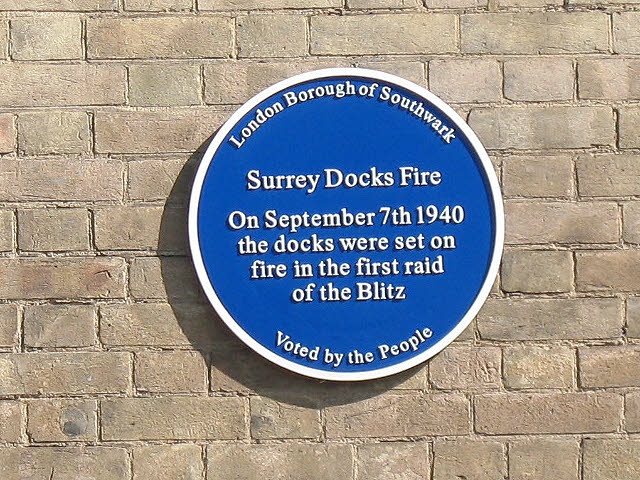 London Borough of Southwark
Surrey Docks Fire
On September 7th 1940
the docks were set on
fire in the first raid
of the Blitz
Voted by the People